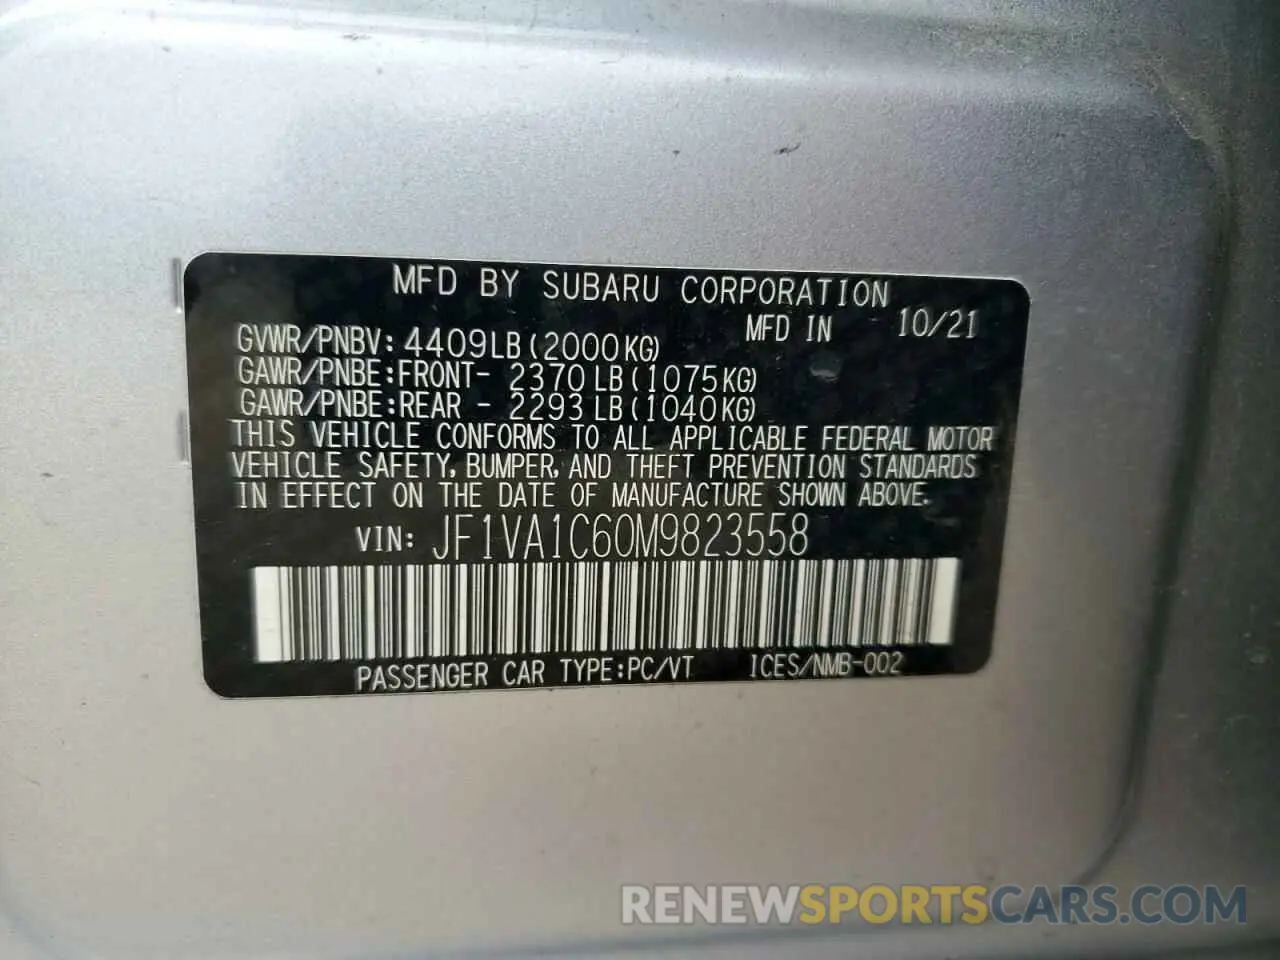 MFD BY SUBARU CORPORATION
MFD IN 10/21
GVWR/PNBV: 4409LB(2000KG)
GAWR/PNBE:FRONT- 2370LB(1075KG)
GAWR/PNBE:REAR - 2293LB(1040KG)
THIS VEHICLE CONFORMS TO ALL APPLICABLE FEDERAL MOTOR
VEHICLE SAFETY, BUMPER, AND THEFT PREVENTION STANDARDS
IN EFFECT ON THE DATE OF MANUFACTURE SHOWN ABOVE.
VIN: JF1VA1C60M9823558
PASSENGER CAR TYPE:PC/VT ICES/NMB-002
RENEWSPORTSCARS.COM